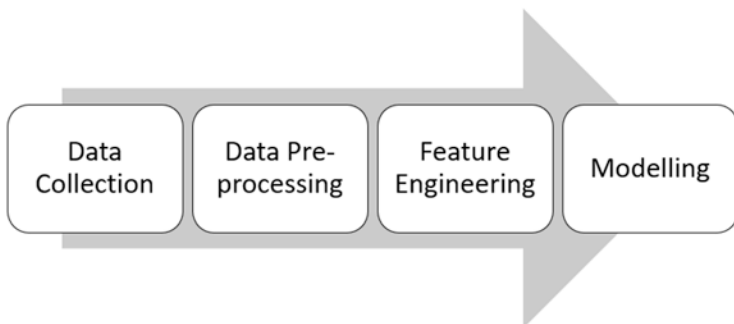 Data
Collection
Data Pre-
processing
Feature
Engineering
Modelling